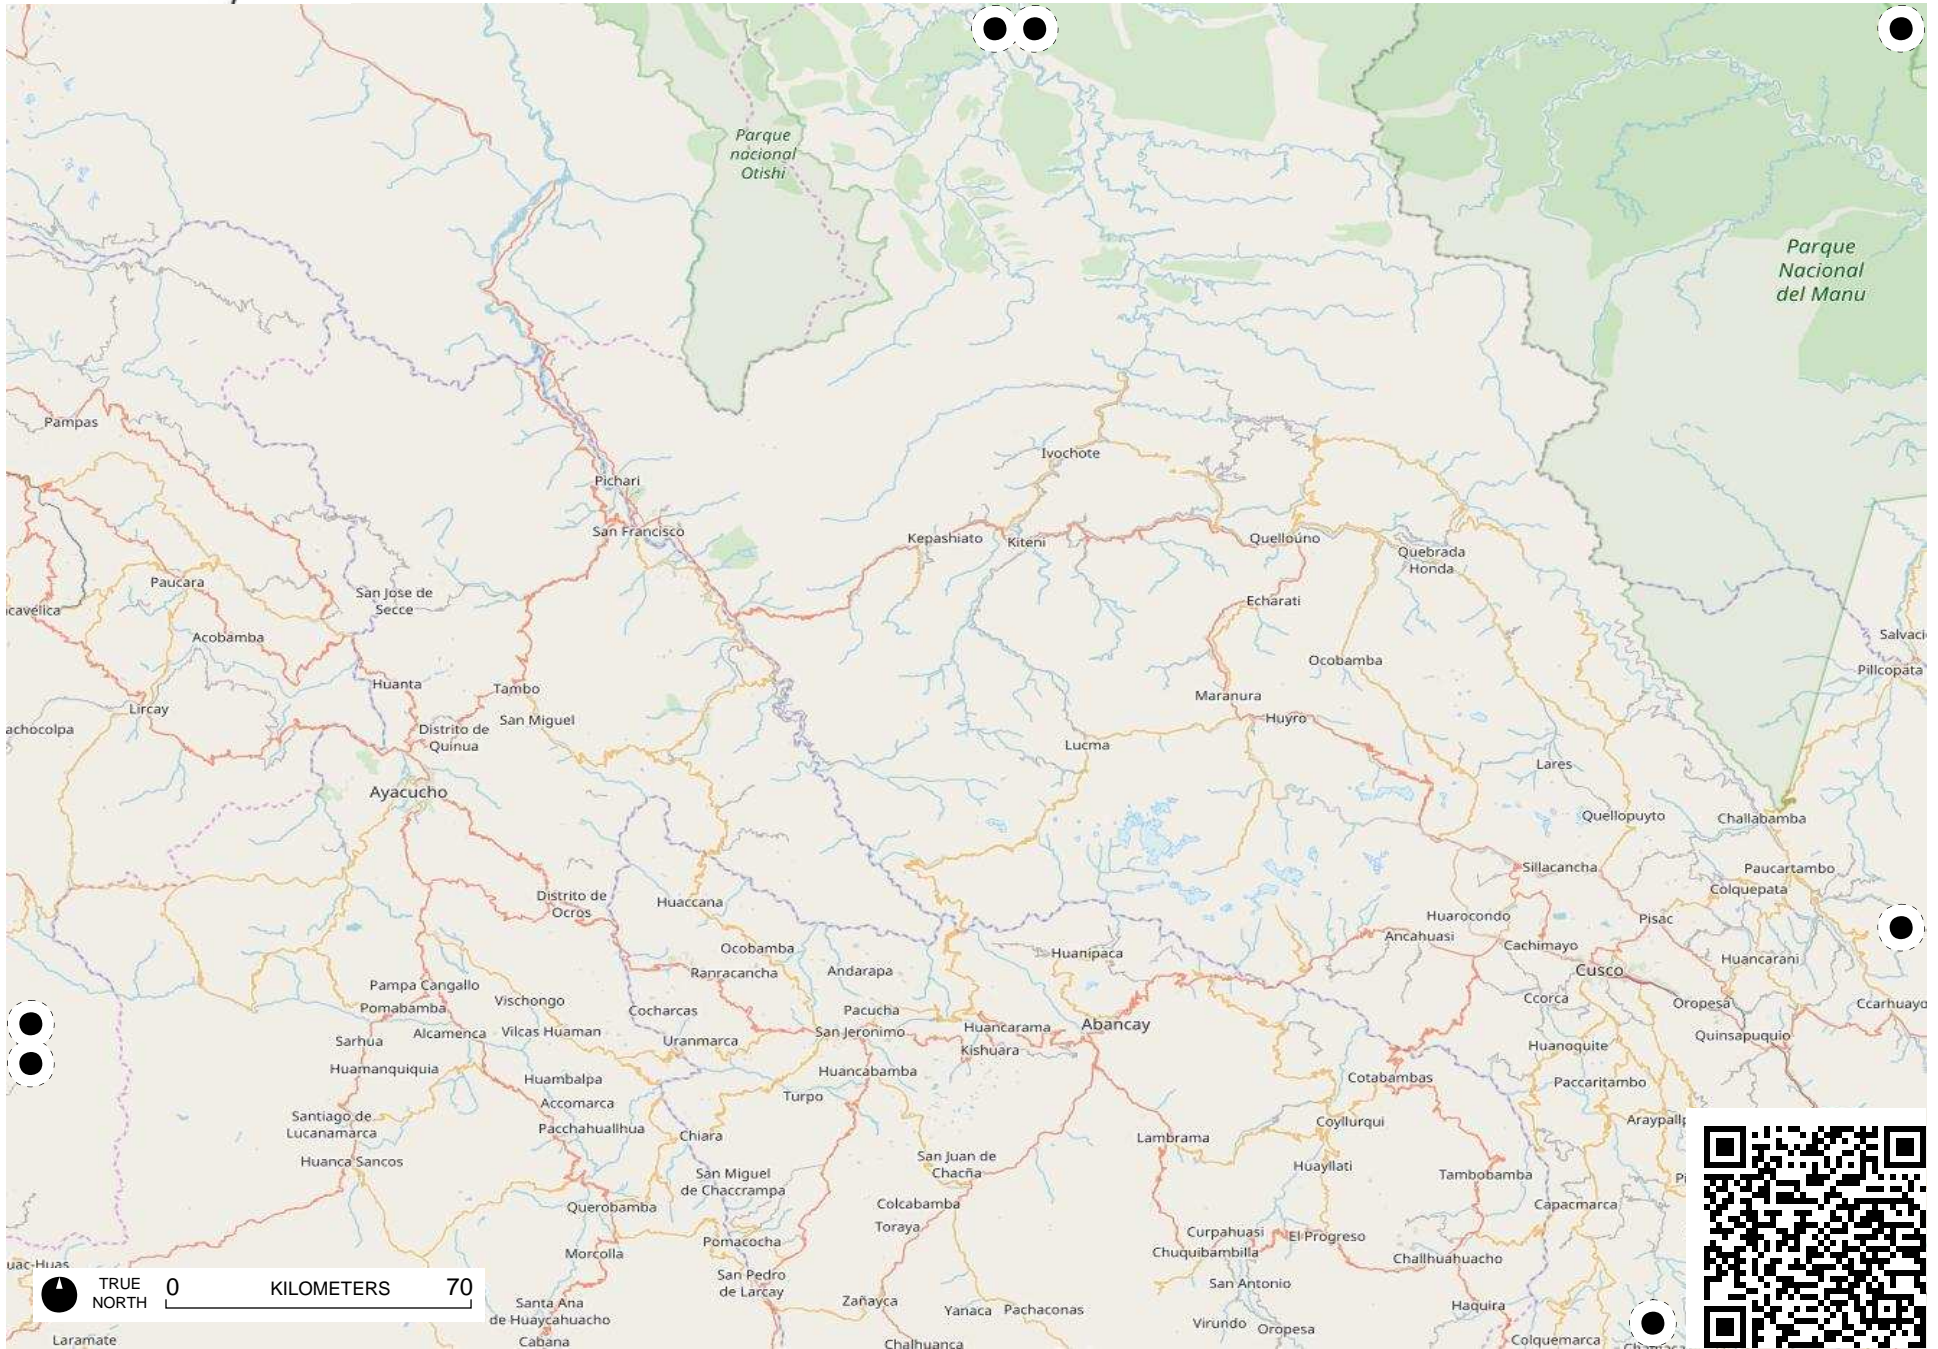 Parque
nacional
Otishi
Parque
Nacional
del Manu
Pampas
Ivochote
Pichari
San Francisco
Kepashiato
Kiteni
Quellouno
Quebrada
Honda
Paucara
San Jose de
Secce
Echarati
cavelica
Acobamba
Salvaci
Ocobamba
Pillcopata
Huanta
Tambo
Maranura
Lircay
San Miguel
Huyro
achocolpa
Distrito de
Quinua
Lucma
Lares
Ayacucho
Quellopuyto
Challabamba
Sillacancha
Paucartambo
Colquepata
Distrito de
Ocros
Huaccana
Huarocondo
Pisac
Ancahuasi
Cachimayo
Ocobamba
Huanipaca
Huancarani
Ranracancha
Andarapa
Cusco
Pampa Cangallo
Vischongo
Ccorca
Oropesa
Ccarhuayo
Pomabamba
Cocharcas
Pacucha
Alcamenca
Vilcas Huaman
San Jeronimo
Huancarama
Abancay
Sarhua
Uranmarca
Kishuara
Quinsapuquio
Huanoquite
Huamanquiquia
Huancabamba
Huambalpa
Cotabambas
Paccaritambo
Accomarca
Turpo
Santiago de
Lucanamarca
Pacchahuallhua
Chiara
Coyllurqui
Araypallp
Lambrama
Huanca Sancos
San Juan de
Chacña
Huayllati
San Miguel
de Chaccrampa
Tambobamba
Pi
Querobamba
Colcabamba
Capacmarca
Toraya
Curpahuasi
El Progreso
Pomacocha
Morcolla
Chuquibambilla
Challhuahuacho
uac-Huas
San Pedro
de Larcay
San Antonio
TRUE
NORTH
0 KILOMETERS 70
Santa Ana
de Huaycahuacho
Zañayca
Yanaca
Pachaconas
Haquira
Virundo
Oropesa
Laramate
Cabana
Chalhuanca
Colquemarca